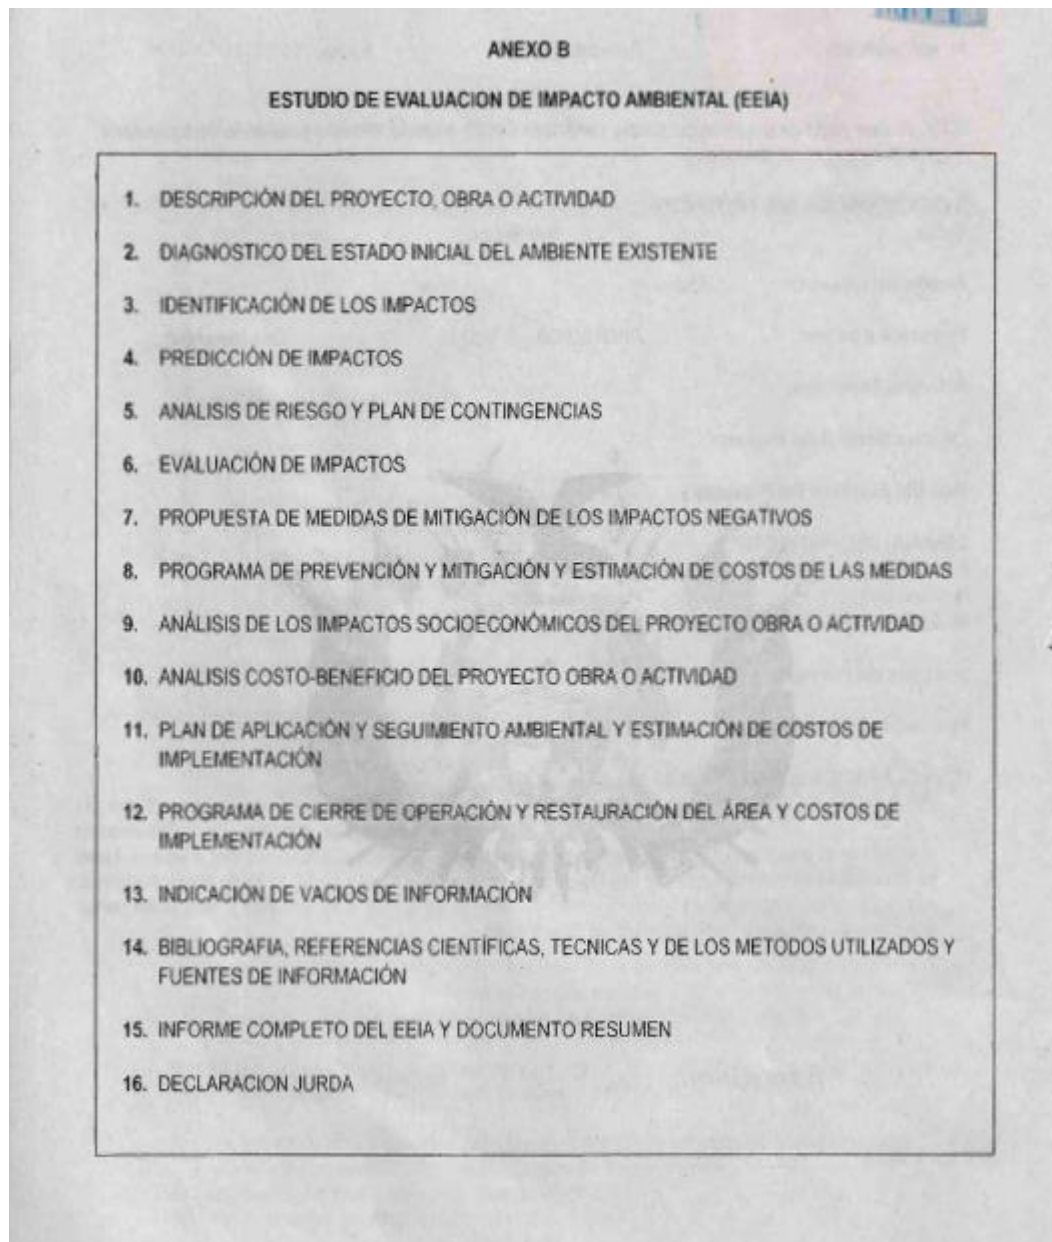 ANEXO B
ESTUDIO DE EVALUACION DE IMPACTO AMBIENTAL (EEIA)
1. DESCRIPCIÓN DEL PROYECTO, OBRA O ACTIVIDAD
2. DIAGNOSTICO DEL ESTADO INICIAL DEL AMBIENTE EXISTENTE
3. IDENTIFICACIÓN DE LOS IMPACTOS
4. PREDICCIÓN DE IMPACTOS
5. ANALISIS DE RIESGO Y PLAN DE CONTINGENCIAS
6. EVALUACIÓN DE IMPACTOS
7. PROPUESTA DE MEDIDAS DE MITIGACIÓN DE LOS IMPACTOS NEGATIVOS
8. PROGRAMA DE PREVENCIÓN Y MITIGACIÓN Y ESTIMACIÓN DE COSTOS DE LAS MEDIDAS
9. ANÁLISIS DE LOS IMPACTOS SOCIOECONÓMICOS DEL PROYECTO OBRA O ACTIVIDAD
10. ANALISIS COSTO-BENEFICIO DEL PROYECTO OBRA O ACTIVIDAD
11. PLAN DE APLICACIÓN Y SEGUIMIENTO AMBIENTAL Y ESTIMACIÓN DE COSTOS DE
IMPLEMENTACIÓN
12. PROGRAMA DE CIERRE DE OPERACIÓN Y RESTAURACIÓN DEL ÁREA Y COSTOS DE
IMPLEMENTACIÓN
13. INDICACIÓN DE VACIOS DE INFORMACIÓN
14. BIBLIOGRAFIA, REFERENCIAS CIENTÍFICAS, TECNICAS Y DE LOS METODOS UTILIZADOS Y
FUENTES DE INFORMACIÓN
15. INFORME COMPLETO DEL EEIA Y DOCUMENTO RESUMEN
16. DECLARACION JURDA